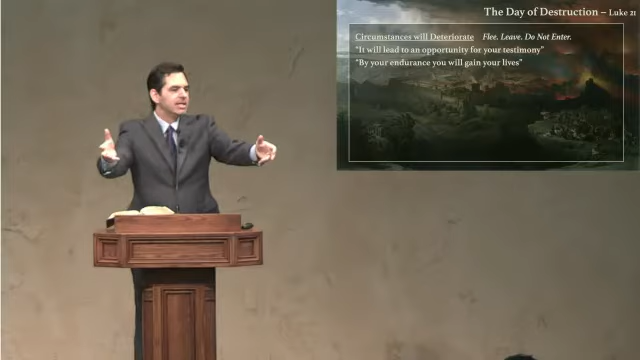 The Day of Destruction – Luke 21
Circumstances will Deteriorate Flee. Leave. Do Not Enter.
"It will lead to an opportunity for your testimony"
"By your endurance you will gain your lives"